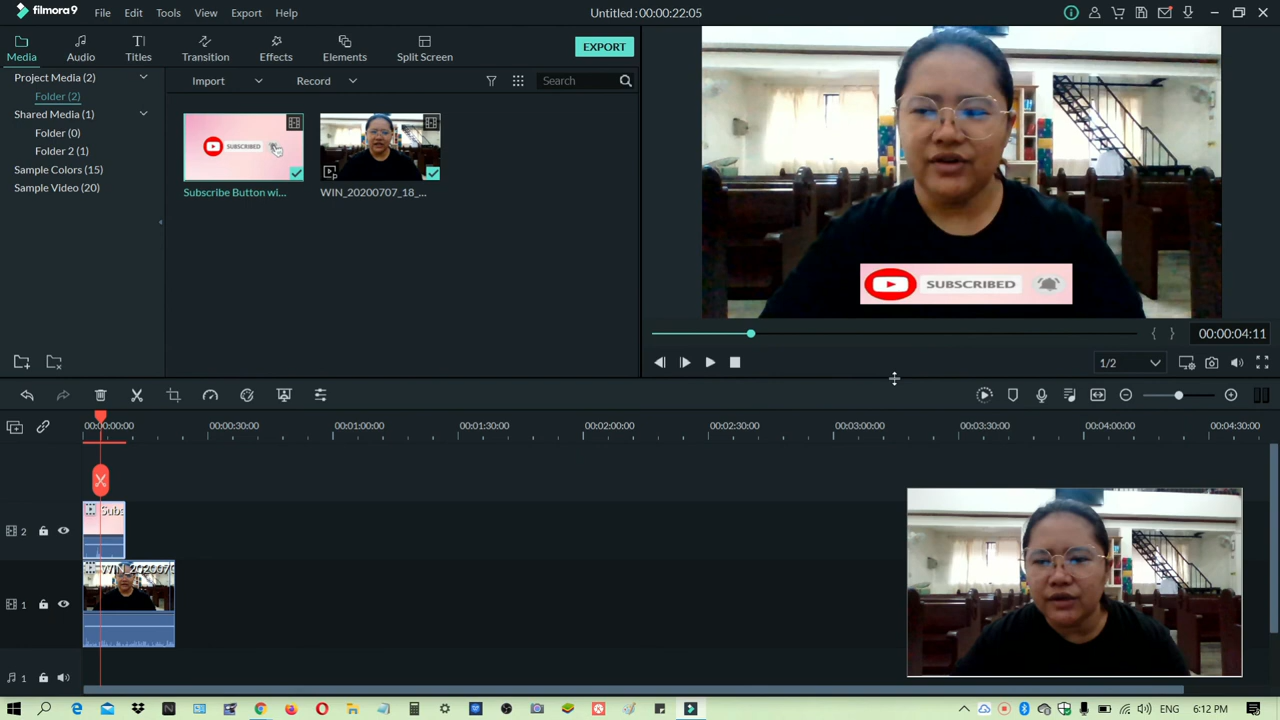 filmora9 File Edit Tools View Export Help Untitled : 00:00:22:05
Media Audio Titles Transition Effects Elements Split Screen EXPORT
Project Media (2)
Folder (2)
Shared Media (1)
Folder (0)
Folder 2 (1)
Sample Colors (15)
Sample Video (20)
Import Record Search
SUBSCRIBED
Subscribe Button wi... WIN_20200707_18_...
SUBSCRIBED
00:00:04:11
1/2
00:00:00:00 00:00:30:00 00:01:00:00 00:01:30:00 00:02:00:00 00:02:30:00 00:03:00:00 00:03:30:00 00:04:00:00 00:04:30:00
2 Subs
1 WIN_2020070
1
ENG 6:12 PM